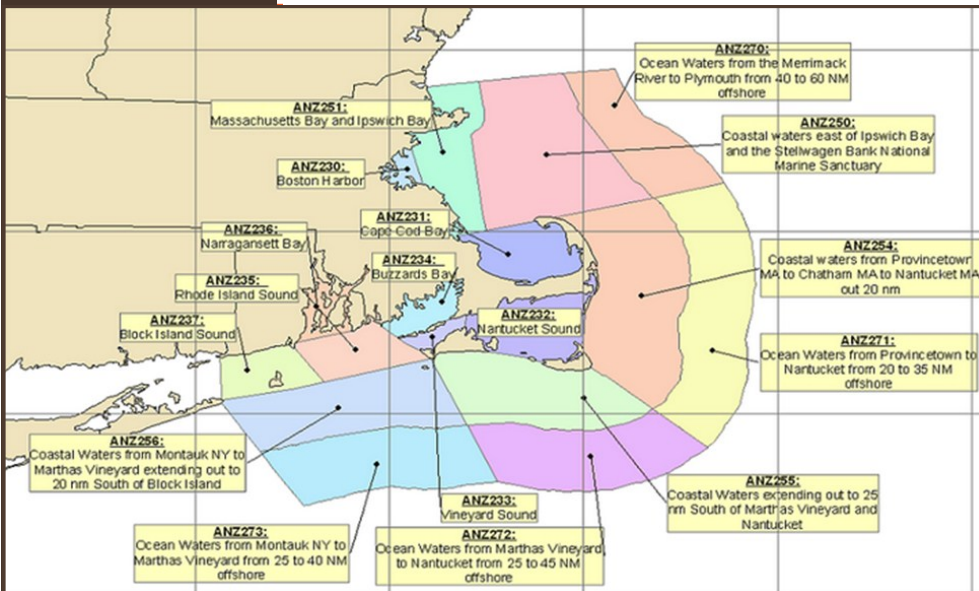 ANZ270:
Ocean Waters from the Merrimack
River to Plymouth from 40 to 60 NM
offshore
ANZ251:
Massachusetts Bay and Ipswich Bay
ANZ250:
Coastal waters east of Ipswich Bay
and the Stellwagen Bank National
Marine Sanctuary
ANZ230:
Boston Harbor
ANZ231:
Cape Cod Bay
ANZ236:
Narragansett Bay
ANZ234:
Buzzards Bay
ANZ254:
Coastal waters from Provincetown
MA to Chatham MA to Nantucket MA
out 20 nm
ANZ235:
Rhode Island Sound
ANZ232:
Nantucket Sound
ANZ237:
Block Island Sound
ANZ271:
Ocean Waters from Provincetown to
Nantucket from 20 to 35 NM
offshore
ANZ256:
Coastal Waters from Montauk NY to
Marthas Vineyard extending out to
20 nm South of Block Island
ANZ233:
Vineyard Sound
ANZ255:
Coastal Waters extending out to 25
nm South of Marthas Vineyard and
Nantucket
ANZ273:
Ocean Waters from Montauk NY to
Marthas Vineyard from 25 to 40 NM
offshore
ANZ272:
Ocean Waters from Marthas Vineyard
to Nantucket from 25 to 45 NM
offshore